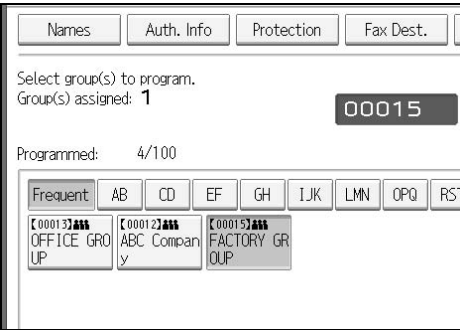 Names Auth. Info Protection Fax Dest.
Select group(s) to program.
Group(s) assigned: 1
00015
Programmed: 4/100
Frequent AB CD EF GH IJK LMN OPQ RST
【00013】 【00012】 【00015】
OFFICE GRO ABC Compan FACTORY GR
UP y OUP